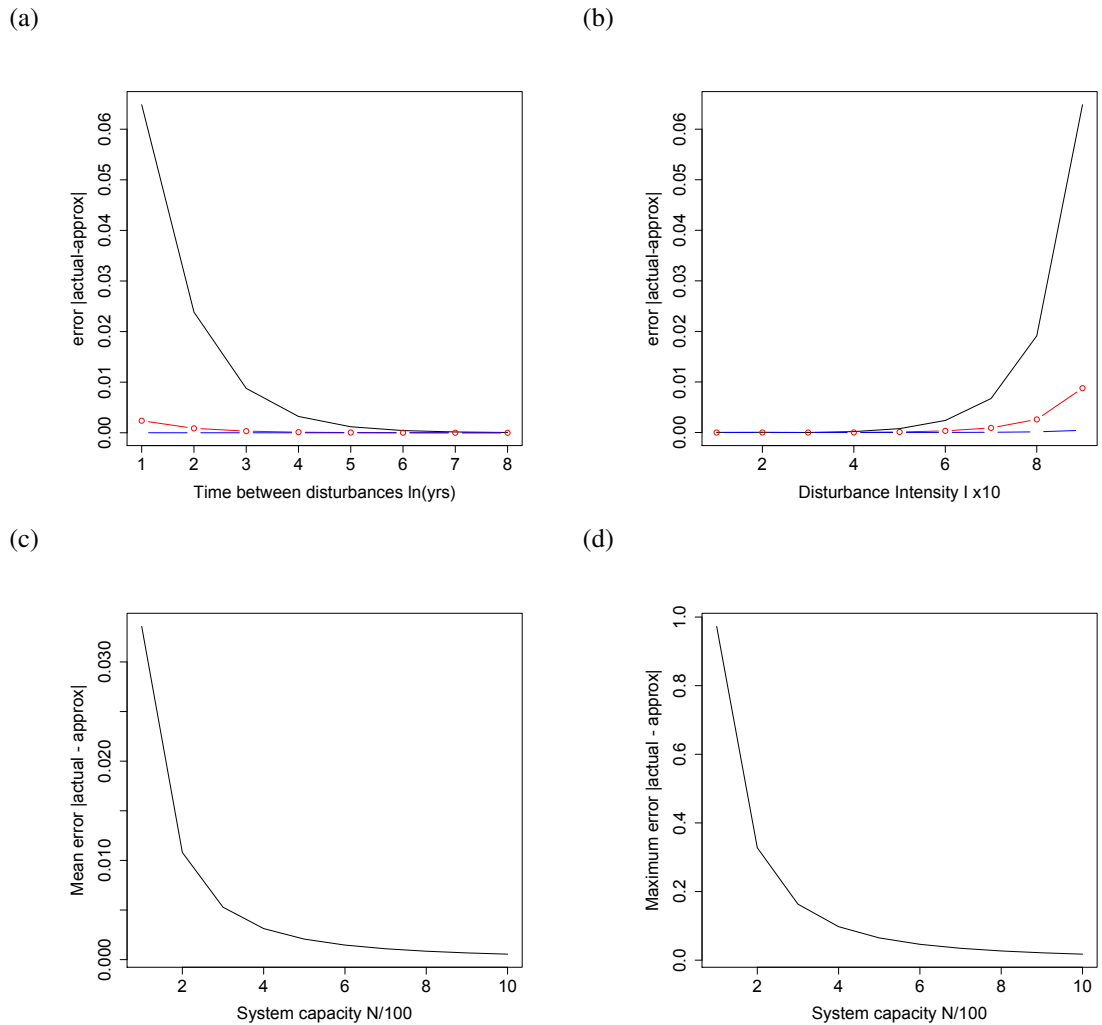 (a)
(b)
error |actual-approx|
0.00 0.01 0.02 0.03 0.04 0.05 0.06
1 2 3 4 5 6 7 8
Time between disturbances ln(yrs)
error |actual-approx|
0.00 0.01 0.02 0.03 0.04 0.05 0.06
2 4 6 8
Disturbance Intensity I x10
(c)
(d)
Mean error |actual - approx|
0.000 0.010 0.020 0.030
2 4 6 8 10
System capacity N/100
Maximum error |actual - approx|
0.0 0.2 0.4 0.6 0.8 1.0
2 4 6 8 10
System capacity N/100